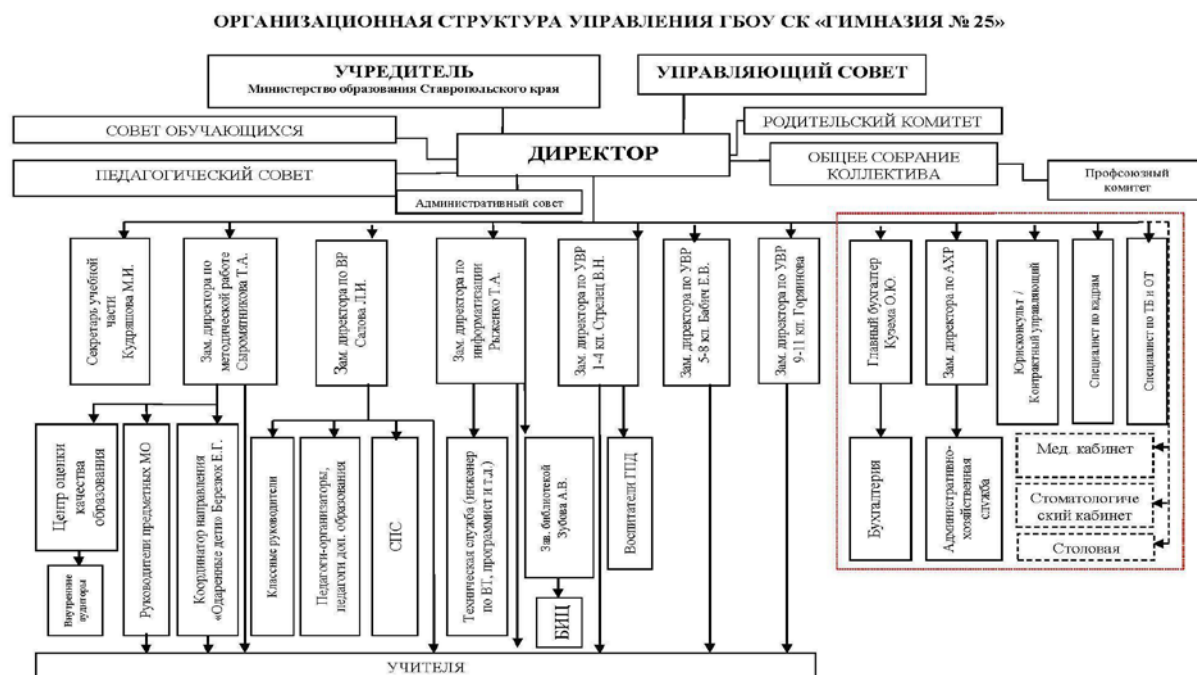 ОРГАНИЗАЦИОННАЯ СТРУКТУРА УПРАВЛЕНИЯ ГБОУ СК «ГИМНАЗИЯ № 25»
УЧРЕДИТЕЛЬ
Министерство образования Ставропольского края
УПРАВЛЯЮЩИЙ СОВЕТ
СОВЕТ ОБУЧАЮЩИХСЯ
РОДИТЕЛЬСКИЙ КОМИТЕТ
ДИРЕКТОР
ОБЩЕЕ СОБРАНИЕ
КОЛЛЕКТИВА
ПЕДАГОГИЧЕСКИЙ СОВЕТ
Профсоюзный
комитет
Административный совет
Секретарь учебной
части
Кудряшова М.И.
Зам. директора по
методической работе
Сыромятникова Т.А.
Зам. директора по ВР
Салова Л.И.
Зам. директора по
информатизации
Рыженко Т.А.
Зам. директора по УВР
1-4 кл. Стрелец В.Н.
Зам. директора по УВР
5-8 кл. Бабич Е.В.
Зам. директора по УВР
9-11 кл. Горяинова
Главный бухгалтер
Кузема О.Ю.
Зам. директора по АХР
Юрисконсульт /
Контрактный управляющий
Специалист по кадрам
Специалист по ТБ и ОТ
Центр оценки
качества
образования
Руководители предметных МО
Координатор направления
«Одаренные дети» Березюк Е.Г.
Классные руководители
Педагоги-организаторы,
педагоги доп. образования
СПС
Техническая служба (инженер
по ВТ, программист и т.д.)
Зав. библиотекой
Зубова А.В.
Воспитатели ГПД
Бухгалтерия
Административно-
хозяйственная
служба
Мед. кабинет
Стоматологиче
ский кабинет
Столовая
Внутренние
аудиторы
БИЦ
УЧИТЕЛЯ